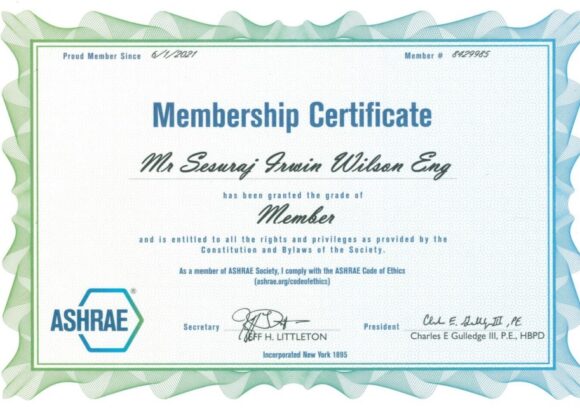 Proud Member Since 6/1/2021 Member # 8429985
Membership Certificate
Mr Sesuraj Irwin Wilson Eng
has been granted the grade of
Member
and is entitled to all the rights and privileges as provided by the
Constitution and Bylaws of the Society.
As a member of ASHRAE Society, I comply with the ASHRAE Code of Ethics
(ashrae.org/codeofethics)
ASHRAE®
Secretary President
JEFF H. LITTLETON Charles E Gulledge III, P.E., HBPD
Incorporated New York 1895